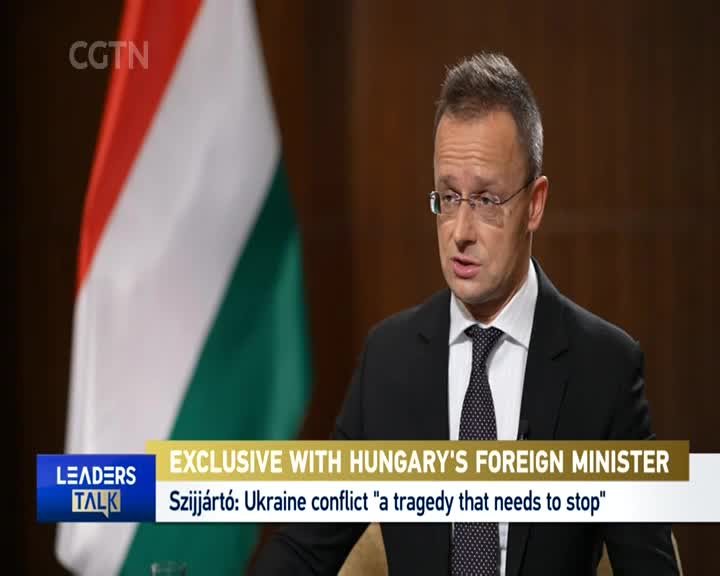 CGTN
EXCLUSIVE WITH HUNGARY'S FOREIGN MINISTER
LEADERS
TALK
Szijjártó: Ukraine conflict "a tragedy that needs to stop"